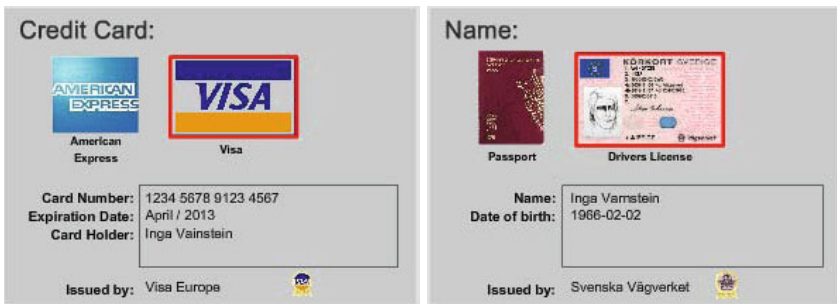 Credit Card:
AMERICAN
EXPRESS
VISA
American
Express
Visa
Card Number: 1234 5678 9123 4567
Expiration Date: April / 2013
Card Holder: Inga Vainstein
Issued by: Visa Europe
Name:
KÖRKORT SVERIGE
Passport
Drivers License
Name: Inga Varnstein
Date of birth: 1966-02-02
Issued by: Svenska Vägverket